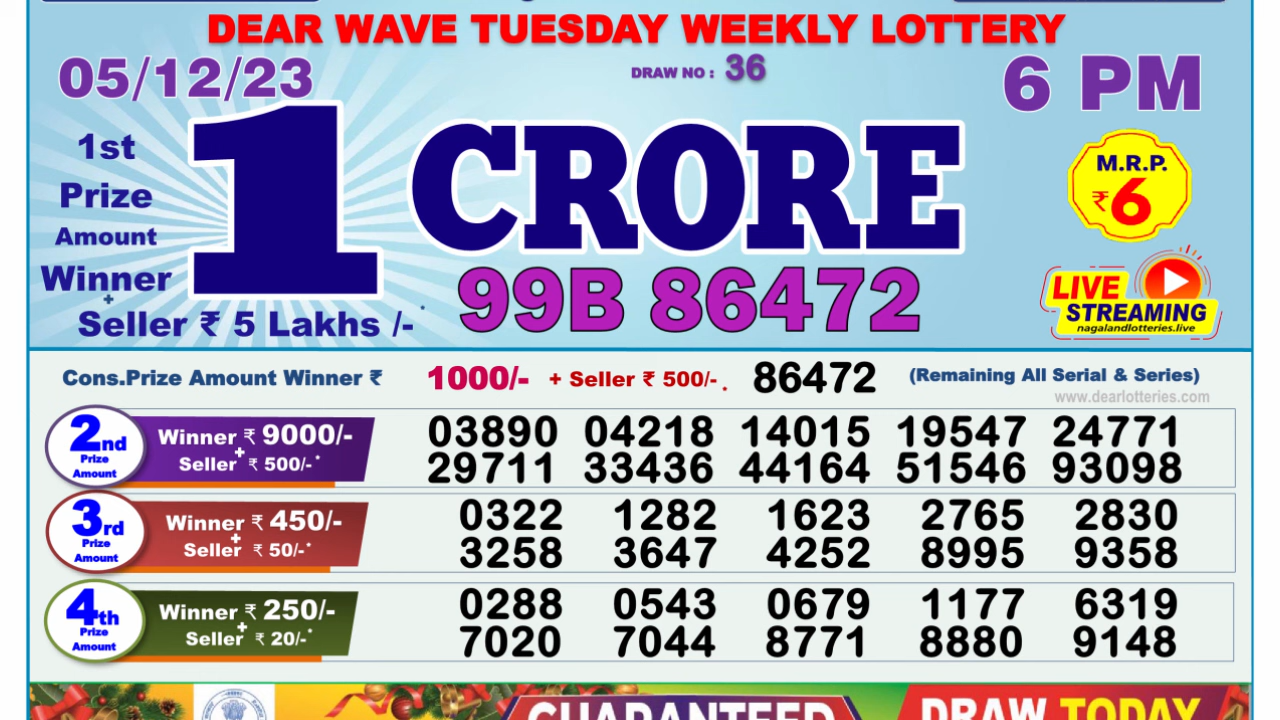 DEAR WAVE TUESDAY WEEKLY LOTTERY
05/12/23
DRAW NO : 36
6 PM
1st
Prize
Amount
Winner
+
Seller ₹ 5 Lakhs /- *
1 CRORE
99B 86472
M.R.P.
₹6
LIVE
STREAMING
nagalandlotteries.live
Cons.Prize Amount Winner ₹ 1000/- + Seller ₹ 500/- . 86472 (Remaining All Serial & Series)
www.dearlotteries.com
2nd
Prize
Amount
Winner ₹ 9000/-
+
Seller ₹ 500/- *
03890 04218 14015 19547 24771
29711 33436 44164 51546 93098
3rd
Prize
Amount
Winner ₹ 450/-
+
Seller ₹ 50/- *
0322 1282 1623 2765 2830
3258 3647 4252 8995 9358
4th
Prize
Amount
Winner ₹ 250/-
+
Seller ₹ 20/- *
0288 0543 0679 1177 6319
7020 7044 8771 8880 9148
GUARANTEED
DRAW TODAY